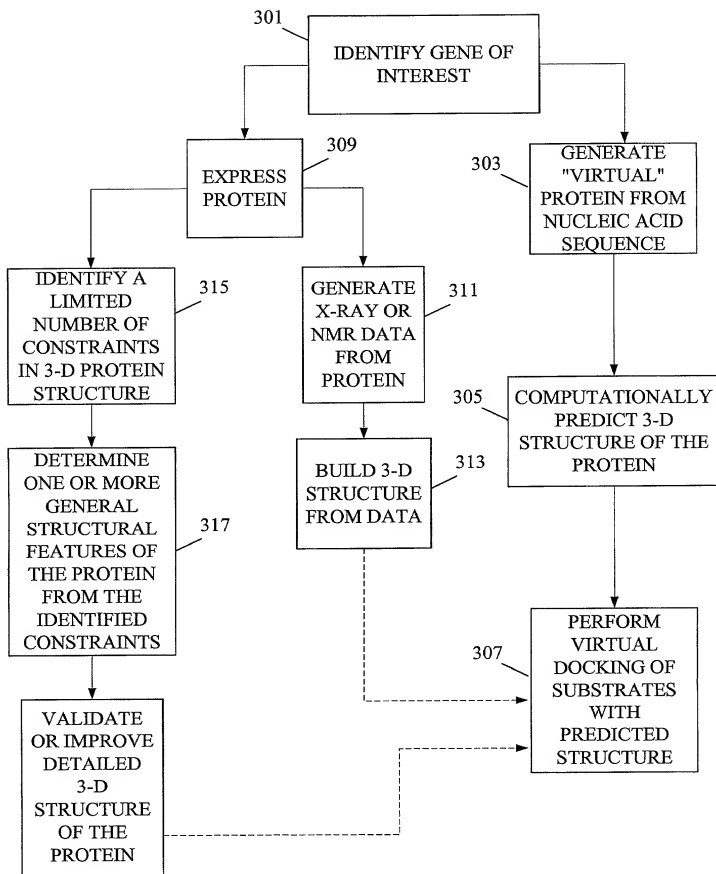 301
IDENTIFY GENE OF
INTEREST
309
EXPRESS
PROTEIN
303
GENERATE
"VIRTUAL"
PROTEIN FROM
NUCLEIC ACID
SEQUENCE
315
IDENTIFY A
LIMITED
NUMBER OF
CONSTRAINTS
IN 3-D PROTEIN
STRUCTURE
311
GENERATE
X-RAY OR
NMR DATA
FROM
PROTEIN
305
COMPUTATIONALLY
PREDICT 3-D
STRUCTURE OF THE
PROTEIN
317
DETERMINE
ONE OR MORE
GENERAL
STRUCTURAL
FEATURES OF
THE PROTEIN
FROM THE
IDENTIFIED
CONSTRAINTS
313
BUILD 3-D
STRUCTURE
FROM DATA
307
PERFORM
VIRTUAL
DOCKING OF
SUBSTRATES
WITH
PREDICTED
STRUCTURE
VALIDATE
OR IMPROVE
DETAILED
3-D
STRUCTURE
OF THE
PROTEIN